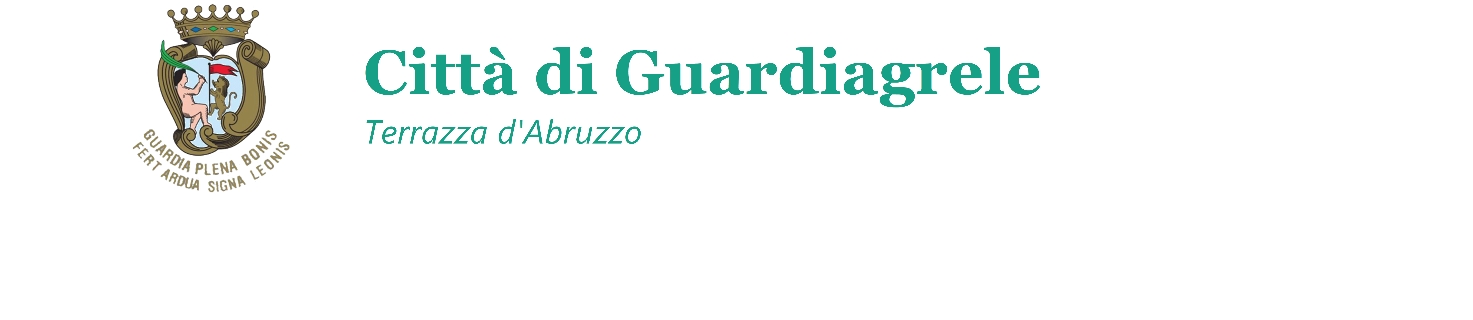 Città di Guardiagrele
Terrazza d'Abruzzo
GUARDIA PLENA BONIS
FERT ARDUA SIGNA LEONIS